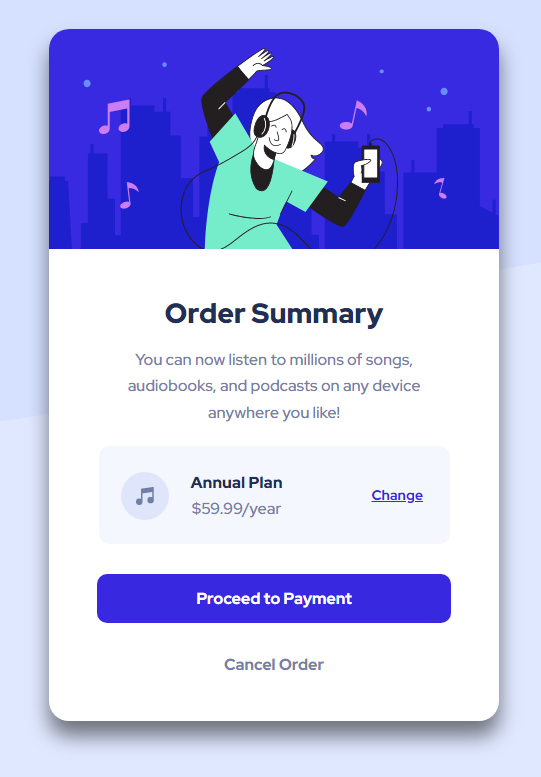 Order Summary
You can now listen to millions of songs,
audiobooks, and podcasts on any device
anywhere you like!
Annual Plan
$59.99/year
Change
Proceed to Payment
Cancel Order